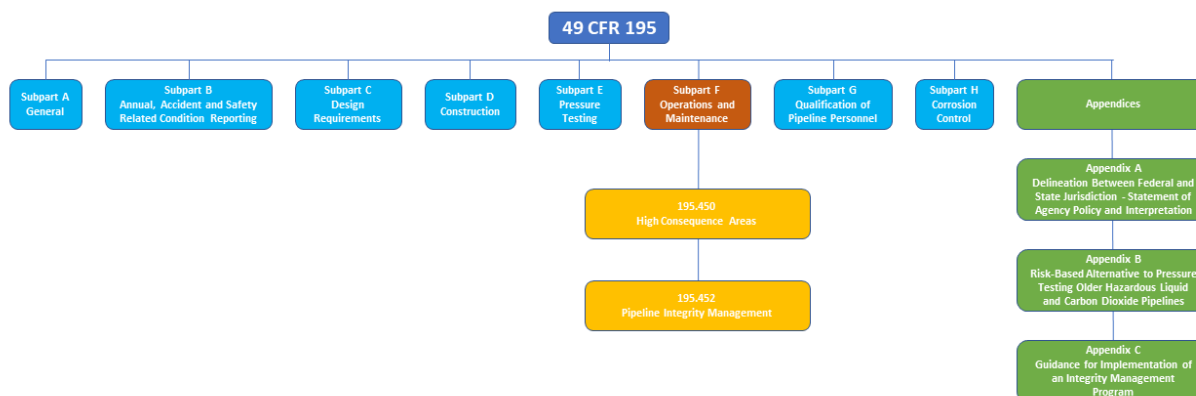 49 CFR 195
Subpart A
General
Subpart B
Annual, Accident and Safety
Related Condition Reporting
Subpart C
Design
Requirements
Subpart D
Construction
Subpart E
Pressure
Testing
Subpart F
Operations and
Maintenance
Subpart G
Qualification of
Pipeline Personnel
Subpart H
Corrosion
Control
Appendices
195.450
High Consequence Areas
195.452
Pipeline Integrity Management
Appendix A
Delineation Between Federal and
State Jurisdiction - Statement of
Agency Policy and Interpretation
Appendix B
Risk-Based Alternative to Pressure
Testing Older Hazardous Liquid
and Carbon Dioxide Pipelines
Appendix C
Guidance for Implementation of
an Integrity Management
Program